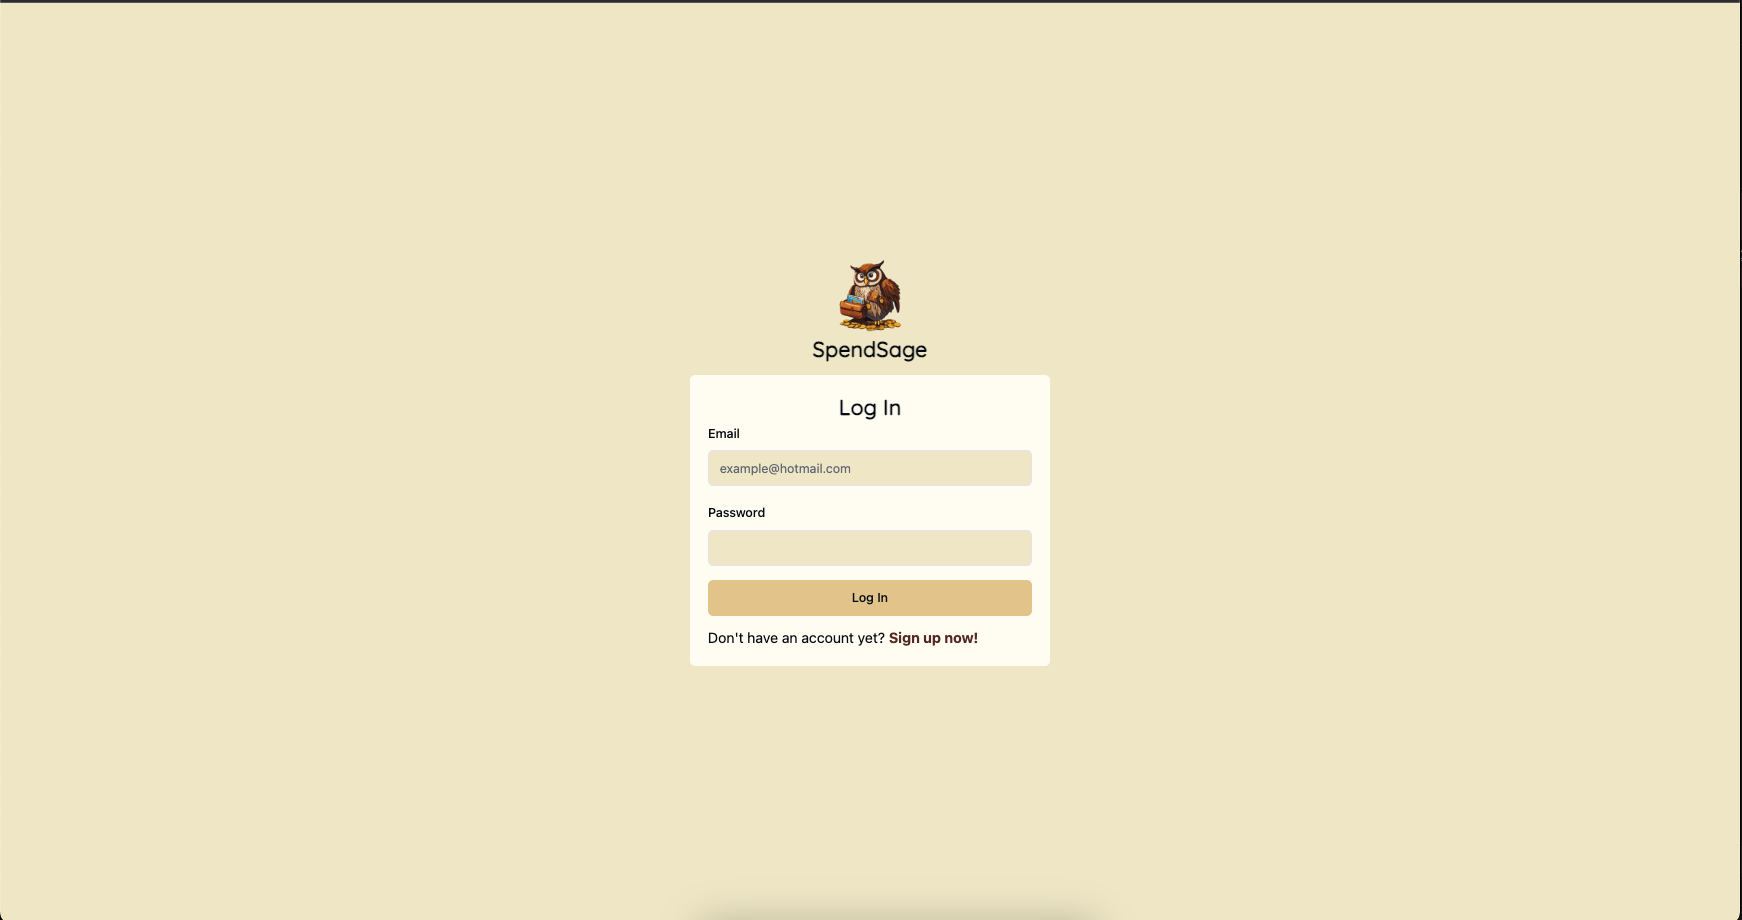 SpendSage
Log In
Email
example@hotmail.com
Password
Log In
Don't have an account yet? Sign up now!